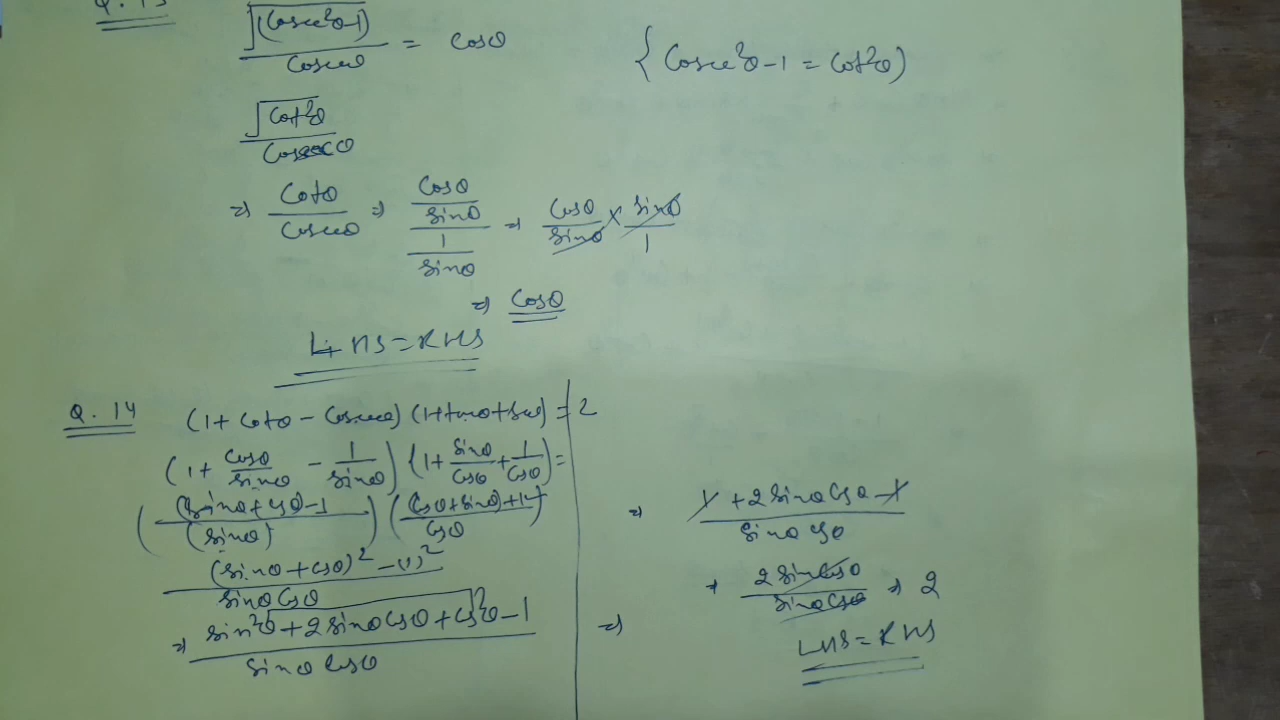 Q. 13
√(Cosec²θ-1) / Cosecθ = Cosθ { Cosec²θ-1 = Cot²θ)
√Cot²θ / Cosecθ
⇒ Cotθ / Cosecθ ⇒ (Cosθ / Sinθ) / (1 / Sinθ) ⇒ Cosθ / Sinθ × Sinθ / 1
⇒ Cosθ
LHS = RHS
Q. 14 (1+ Cotθ - Cosecθ) (1+tanθ+Secθ) = 2
(1+ Cosθ / Sinθ - 1 / Sinθ) (1+ Sinθ / Cosθ + 1 / Cosθ) =
((Sinθ+Cosθ)-1 / (Sinθ)) ((Cosθ+Sinθ)+1 / Cosθ)
(Sinθ+Cosθ)² - (1)² / Sinθ Cosθ
⇒ Sin²θ+2 Sinθ Cosθ + Cos²θ - 1 / Sinθ Cosθ ⇒
⇒ 1 + 2 Sinθ Cosθ - 1 / Sinθ Cosθ
⇒ 2 Sin Cosθ / Sinθ Cosθ ⇒ 2
LHS = RHS